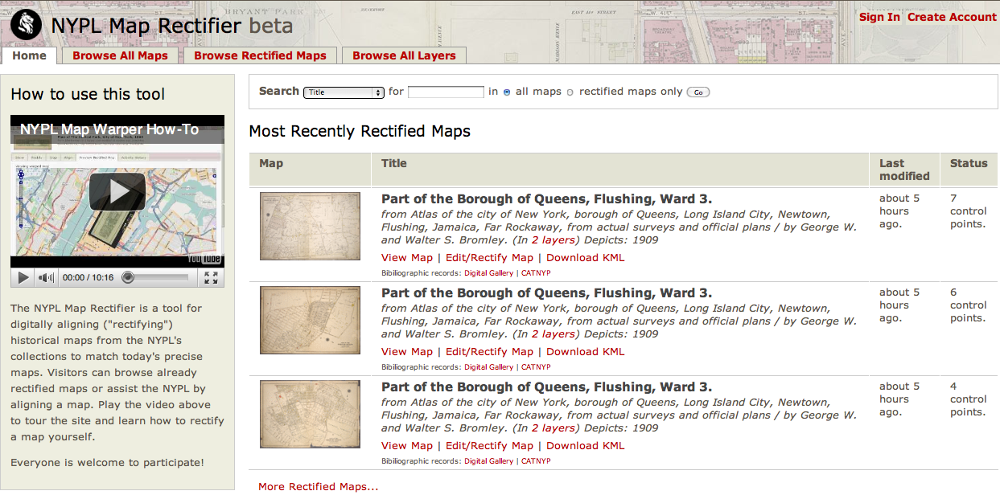 BRYANT PARK
RESERVOIR
EAST 41st STREET
W. 41ST
ST.
MADISON AVENUE
NYPL Map Rectifier beta
Sign In Create Account
Home Browse All Maps Browse Rectified Maps Browse All Layers
How to use this tool
NYPL Map Warper How-To
YouTube
00:00 / 10:16
The NYPL Map Rectifier is a tool for
digitally aligning ("rectifying")
historical maps from the NYPL's
collections to match today's precise
maps. Visitors can browse already
rectified maps or assist the NYPL by
aligning a map. Play the video above
to tour the site and learn how to rectify
a map yourself.
Everyone is welcome to participate!
Search Title for in all maps rectified maps only Go
Most Recently Rectified Maps
Map Title Last modified Status
Part of the Borough of Queens, Flushing, Ward 3.
from Atlas of the city of New York, borough of Queens, Long Island City, Newtown,
Flushing, Jamaica, Far Rockaway, from actual surveys and official plans / by George W.
and Walter S. Bromley. (In 2 layers) Depicts: 1909
View Map | Edit/Rectify Map | Download KML
Bibiliographic records: Digital Gallery | CATNYP
about 5
hours
ago.
7
control
points.
Part of the Borough of Queens, Flushing, Ward 3.
from Atlas of the city of New York, borough of Queens, Long Island City, Newtown,
Flushing, Jamaica, Far Rockaway, from actual surveys and official plans / by George W.
and Walter S. Bromley. (In 2 layers) Depicts: 1909
View Map | Edit/Rectify Map | Download KML
Bibiliographic records: Digital Gallery | CATNYP
about 5
hours
ago.
6
control
points.
Part of the Borough of Queens, Flushing, Ward 3.
from Atlas of the city of New York, borough of Queens, Long Island City, Newtown,
Flushing, Jamaica, Far Rockaway, from actual surveys and official plans / by George W.
and Walter S. Bromley. (In 2 layers) Depicts: 1909
View Map | Edit/Rectify Map | Download KML
Bibiliographic records: Digital Gallery | CATNYP
about 5
hours
ago.
4
control
points.
More Rectified Maps...